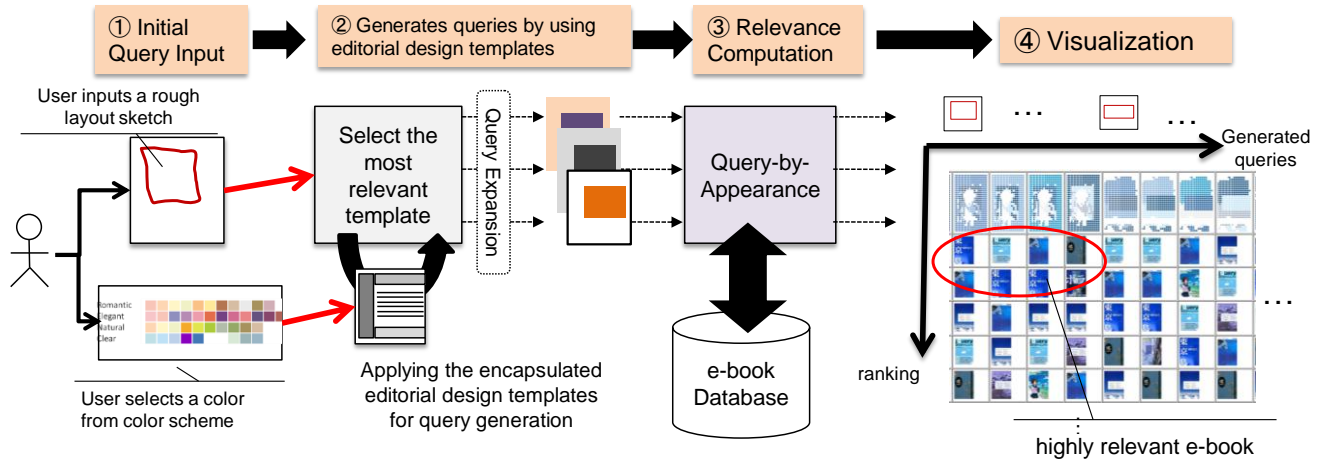 ① Initial
Query Input
② Generates queries by using
editorial design templates
③ Relevance
Computation
④ Visualization
User inputs a rough
layout sketch
Select the
most
relevant
template
Query Expansion
Query-by-
Appearance
...
...
Generated
queries
Romantic
Elegant
Natural
Clear
User selects a color
from color scheme
Applying the encapsulated
editorial design templates
for query generation
e-book
Database
ranking
...
highly relevant e-book